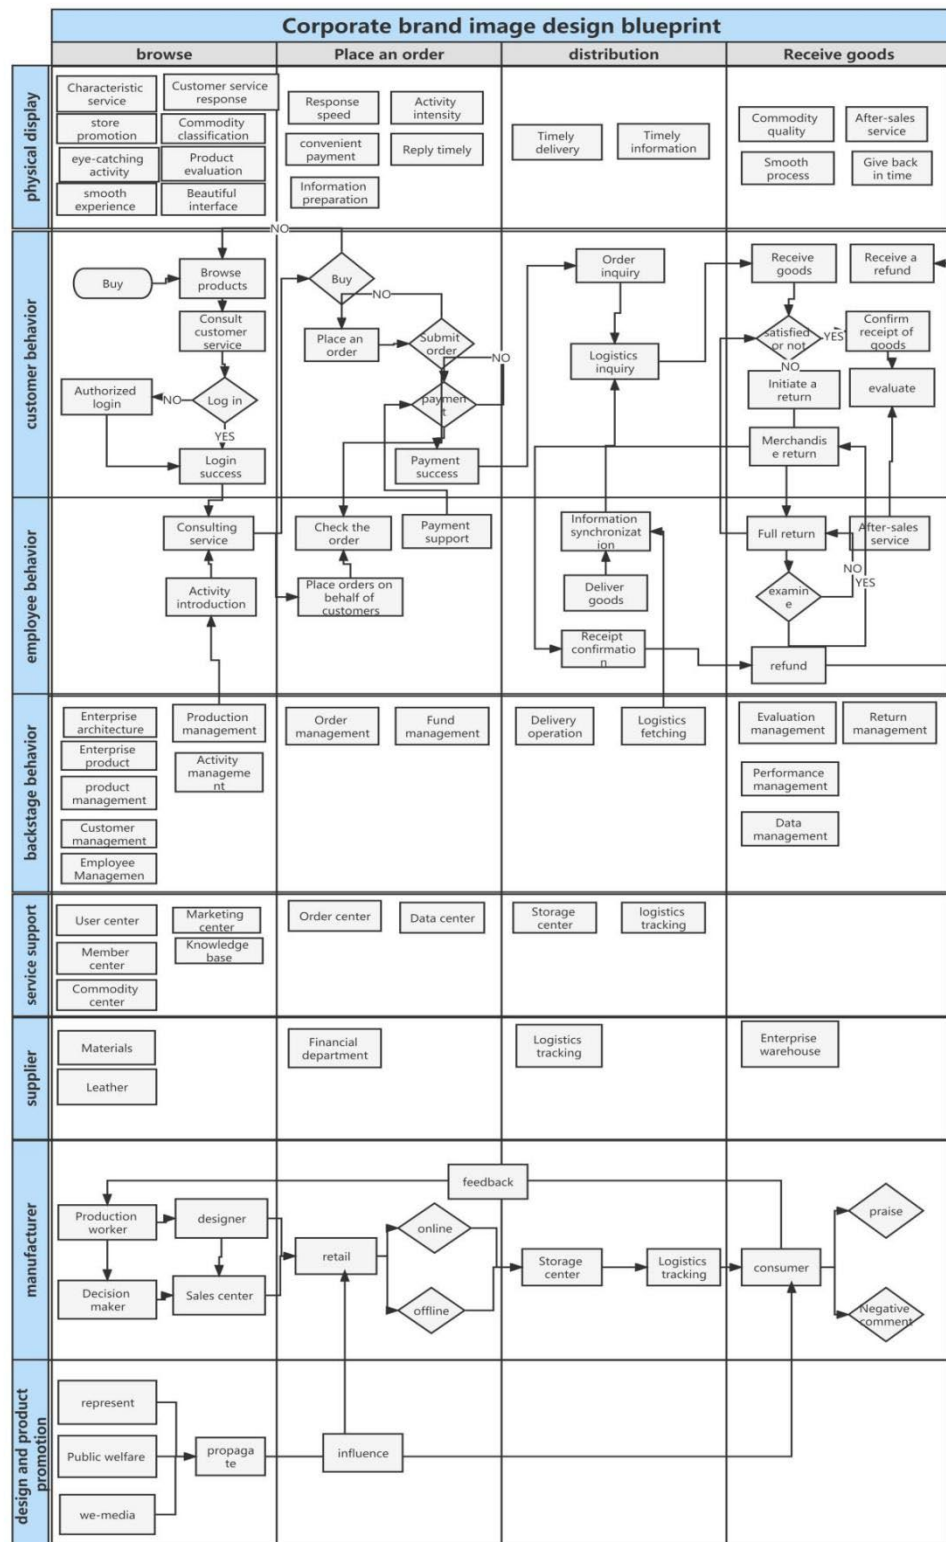 Corporate brand image design blueprint
browse
Place an order
distribution
Receive goods
physical display
Characteristic
service
Customer service
response
store
promotion
Commodity
classification
eye-catching
activity
Product
evaluation
smooth
experience
Beautiful
interface
Response
speed
Activity
intensity
convenient
payment
Reply timely
Information
preparation
Timely
delivery
Timely
information
Commodity
quality
After-sales
service
Smooth
process
Give back
in time
customer behavior
NO
Buy
Browse
products
Consult
customer
service
Authorized
login
NO
Log in
YES
Login
success
Buy
NO
Place an
order
Submit
order
NO
paymen
t
Payment
success
Order
inquiry
Logistics
inquiry
Receive
goods
Receive a
refund
satisfied
or not
YES
Confirm
receipt of
goods
NO
Initiate a
return
evaluate
Merchandis
e return
employee behavior
Consulting
service
Activity
introduction
Check the
order
Payment
support
Place orders on
behalf of
customers
Information
synchronizat
ion
Deliver
goods
Receipt
confirmatio
n
Full return
After-sales
service
NO
YES
examin
e
refund
backstage behavior
Enterprise
architecture
Production
management
Enterprise
product
Activity
manageme
nt
product
management
Customer
management
Employee
Managemen
Order
management
Fund
management
Delivery
operation
Logistics
fetching
Evaluation
management
Return
management
Performance
management
Data
management
service support
User center
Marketing
center
Member
center
Knowledge
base
Commodity
center
Order center
Data center
Storage
center
logistics
tracking
supplier
Materials
Leather
Financial
department
Logistics
tracking
Enterprise
warehouse
manufacturer
feedback
Production
worker
designer
Decision
maker
Sales center
retail
online
offline
Storage
center
Logistics
tracking
consumer
praise
Negative
comment
design and product
promotion
represent
Public welfare
we-media
propaga
te
influence